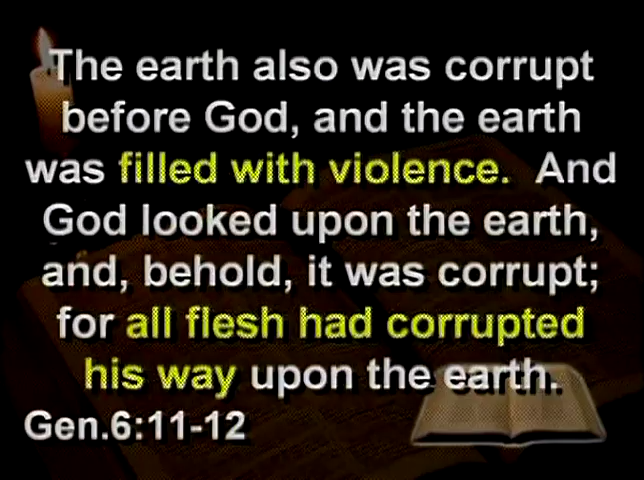 The earth also was corrupt
before God, and the earth
was filled with violence. And
God looked upon the earth,
and, behold, it was corrupt;
for all flesh had corrupted
his way upon the earth.
Gen.6:11-12